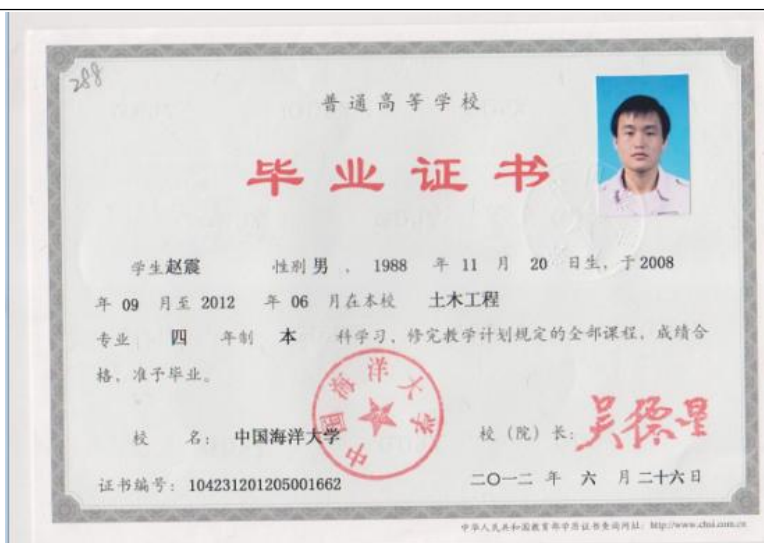 288
普通高等学校
毕业证书
学生赵震 性别男 , 1988 年 11 月 20 日生, 于2008
年 09 月至 2012 年 06 月在本校 土木工程
专业 四 年制 本 科学习, 修完教学计划规定的全部课程, 成绩合
格, 准予毕业。
中国海洋大学
校 名: 中国海洋大学 校(院)长: 吴德星
证书编号: 104231201205001662 二〇一二 年 六 月 二十六 日
中华人民共和国教育部学历证书查询网址: http://www.chsi.com.cn